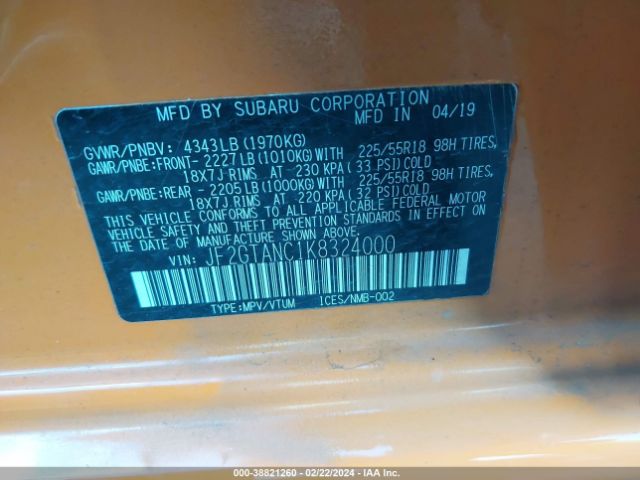 MFD BY SUBARU CORPORATION
MFD IN 04/19
GVWR/PNBV: 4343LB(1970KG)
GAWR/PNBE:FRONT- 2227LB(1010KG)WITH 225/55R18 98H TIRES,
18X7J RIMS AT 230 KPA(33 PSI)COLD
GAWR/PNBE:REAR - 2205LB(1000KG)WITH 225/55R18 98H TIRES,
18X7J RIMS AT 220 KPA(32 PSI)COLD
THIS VEHICLE CONFORMS TO ALL APPLICABLE FEDERAL MOTOR
VEHICLE SAFETY AND THEFT PREVENTION STANDARDS IN EFFECT
ON THE DATE OF MANUFACTURE SHOWN ABOVE.
VIN: JF2GTANC1K8324000
TYPE:MPV/VTUM ICES/NMB-002
000-38821260 - 02/22/2024 - IAA Inc.